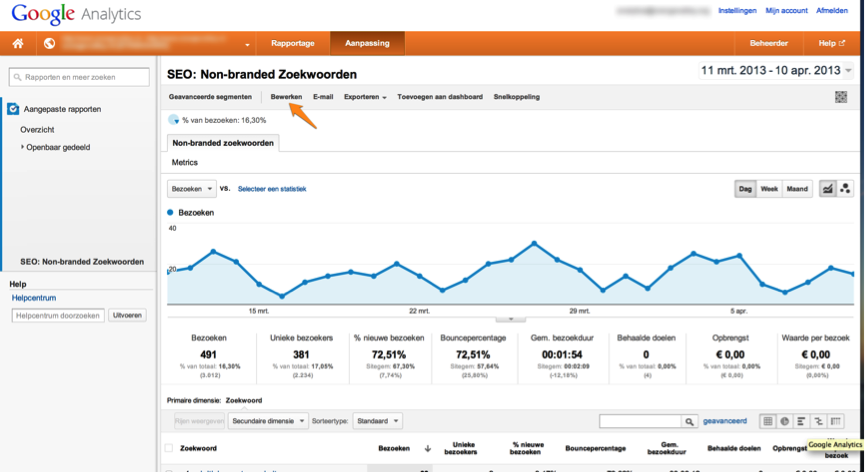 Google Analytics
Instellingen Mijn account Afmelden
Rapportage Aanpassing Beheerder Help
Rapporten en meer zoeken
Aangepaste rapporten
Overzicht
Openbaar gedeeld
SEO: Non-branded Zoekwoorden
Help
Helpcentrum
Helpcentrum doorzoeken Uitvoeren
SEO: Non-branded Zoekwoorden
11 mrt. 2013 - 10 apr. 2013
Geavanceerde segmenten Bewerken E-mail Exporteren Toevoegen aan dashboard Snelkoppeling
% van bezoeken: 16,30%
Non-branded zoekwoorden
Metrics
Bezoeken vs. Selecteer een statistiek
Dag Week Maand
Bezoeken
40
20
15 mrt. 22 mrt. 29 mrt. 5 apr.
Bezoeken
491
% van totaal: 16,30%
(3.012)
Unieke bezoekers
381
% van totaal: 17,05%
(2.234)
% nieuwe bezoeken
72,51%
Sitegem: 67,30%
(7,74%)
Bouncepercentage
72,51%
Sitegem: 57,64%
(25,80%)
Gem. bezoekduur
00:01:54
Sitegem: 00:02:09
(-12,16%)
Behaalde doelen
0
% van totaal: 0,00%
(4)
Opbrengst
€ 0,00
% van totaal: 0,00%
(€ 0,00)
Waarde per bezoek
€ 0,00
Sitegem: € 0,00
(0,00%)
Primaire dimensie: Zoekwoord
Rijen weergeven Secundaire dimensie Sorteertype: Standaard
geavanceerd
Google Analytics
Zoekwoord Bezoeken Unieke bezoekers % nieuwe bezoeken Bouncepercentage Gem. bezoekduur Behaalde doelen Opbrengst bezoek